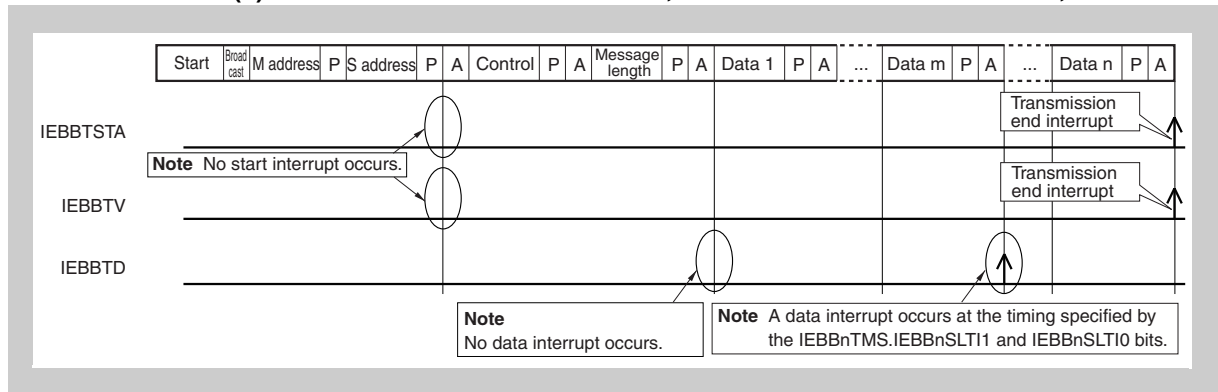 Start Broad cast M address P S address P A Control P A Message length P A Data 1 P A ... Data m P A ... Data n P A
Transmission
end interrupt
IEBBTSTA
Note No start interrupt occurs.
Transmission
end interrupt
IEBBTV
IEBBTD
Note
No data interrupt occurs.
Note A data interrupt occurs at the timing specified by
the IEBBnTMS.IEBBnSLTI1 and IEBBnSLTI0 bits.